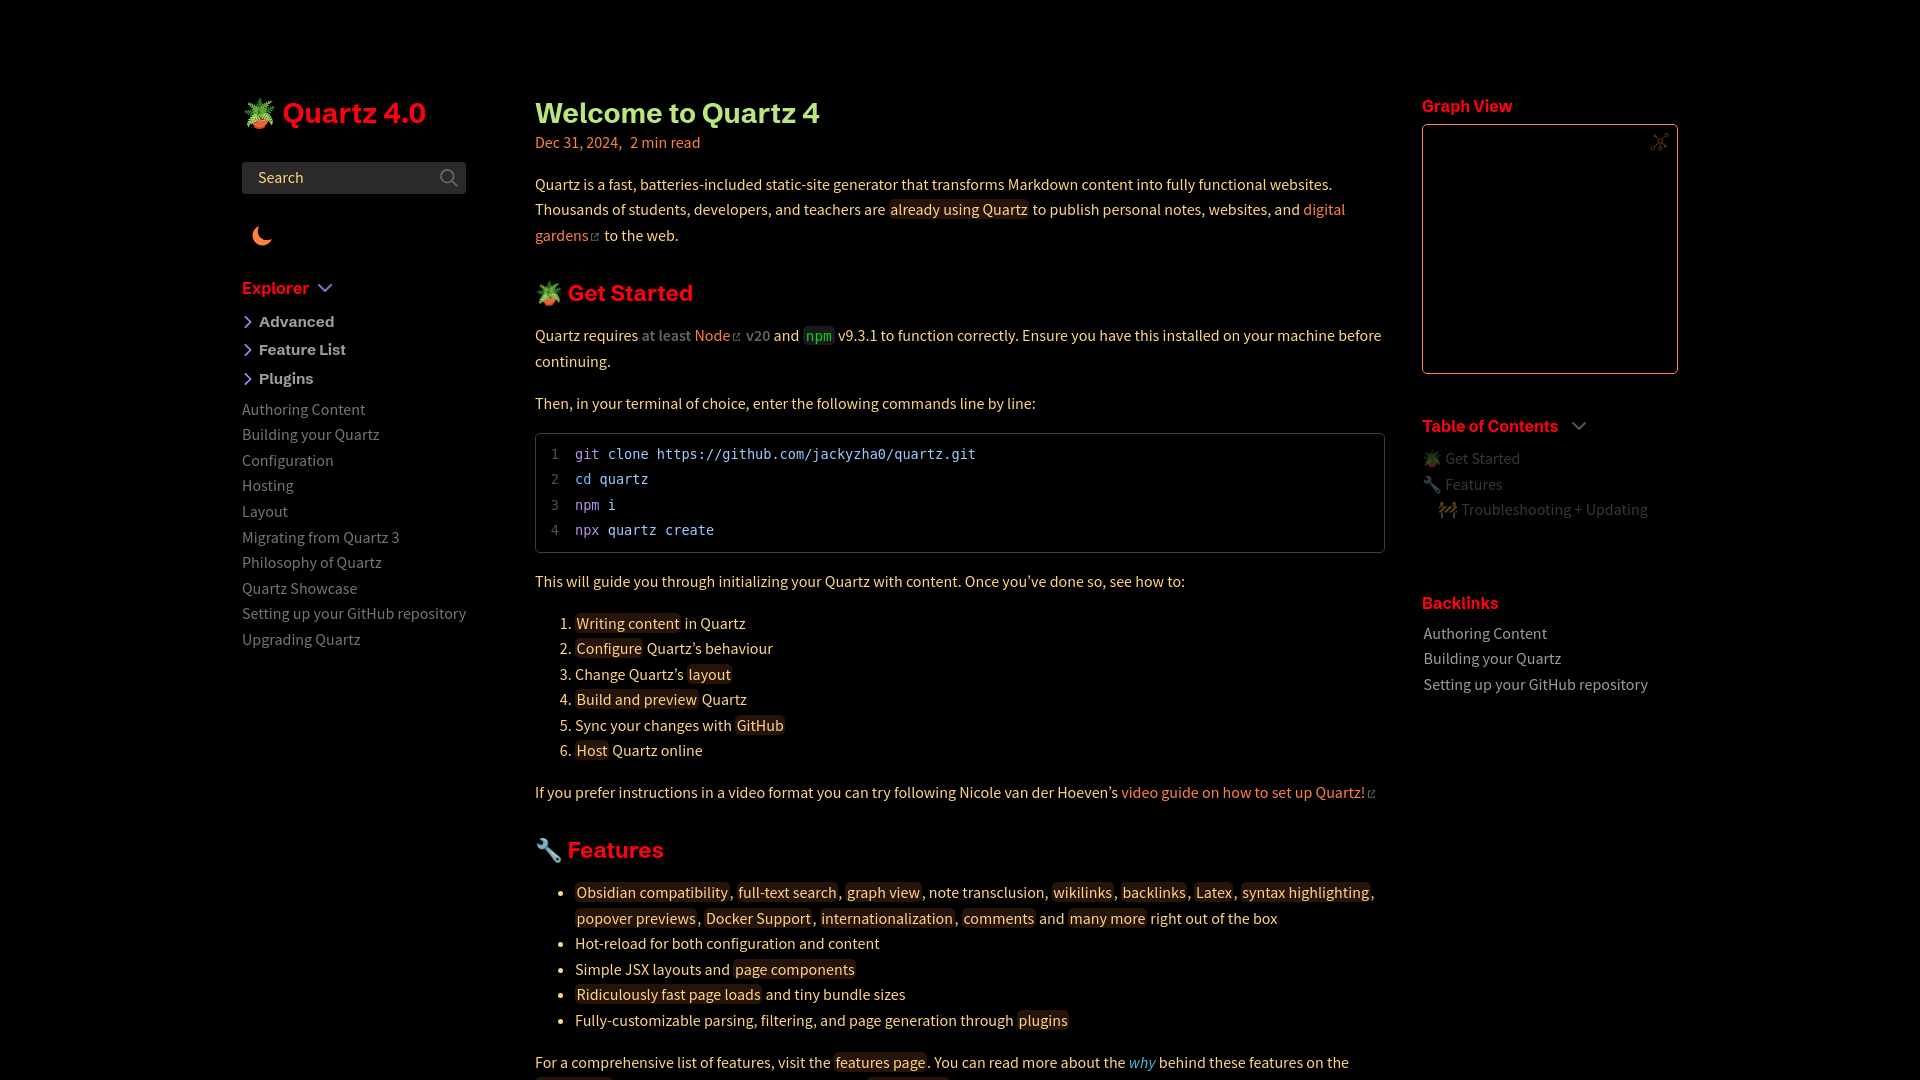 🪴 Quartz 4.0
Search
Explorer
Advanced
Feature List
Plugins
Authoring Content
Building your Quartz
Configuration
Hosting
Layout
Migrating from Quartz 3
Philosophy of Quartz
Quartz Showcase
Setting up your GitHub repository
Upgrading Quartz
Welcome to Quartz 4
Dec 31, 2024, 2 min read
Quartz is a fast, batteries-included static-site generator that transforms Markdown content into fully functional websites.
Thousands of students, developers, and teachers are already using Quartz to publish personal notes, websites, and digital
gardens to the web.
🪴 Get Started
Quartz requires at least Node v20 and npm v9.3.1 to function correctly. Ensure you have this installed on your machine before
continuing.
Then, in your terminal of choice, enter the following commands line by line:
1 git clone https://github.com/jackyzha0/quartz.git
2 cd quartz
3 npm i
4 npx quartz create
This will guide you through initializing your Quartz with content. Once you’ve done so, see how to:
1. Writing content in Quartz
2. Configure Quartz’s behaviour
3. Change Quartz’s layout
4. Build and preview Quartz
5. Sync your changes with GitHub
6. Host Quartz online
If you prefer instructions in a video format you can try following Nicole van der Hoeven’s video guide on how to set up Quartz!
🔧 Features
• Obsidian compatibility, full-text search, graph view, note transclusion, wikilinks, backlinks, Latex, syntax highlighting,
popover previews, Docker Support, internationalization, comments and many more right out of the box
• Hot-reload for both configuration and content
• Simple JSX layouts and page components
• Ridiculously fast page loads and tiny bundle sizes
• Fully-customizable parsing, filtering, and page generation through plugins
For a comprehensive list of features, visit the features page. You can read more about the why behind these features on the
Graph View
Table of Contents
🪴 Get Started
🔧 Features
🚧 Troubleshooting + Updating
Backlinks
Authoring Content
Building your Quartz
Setting up your GitHub repository